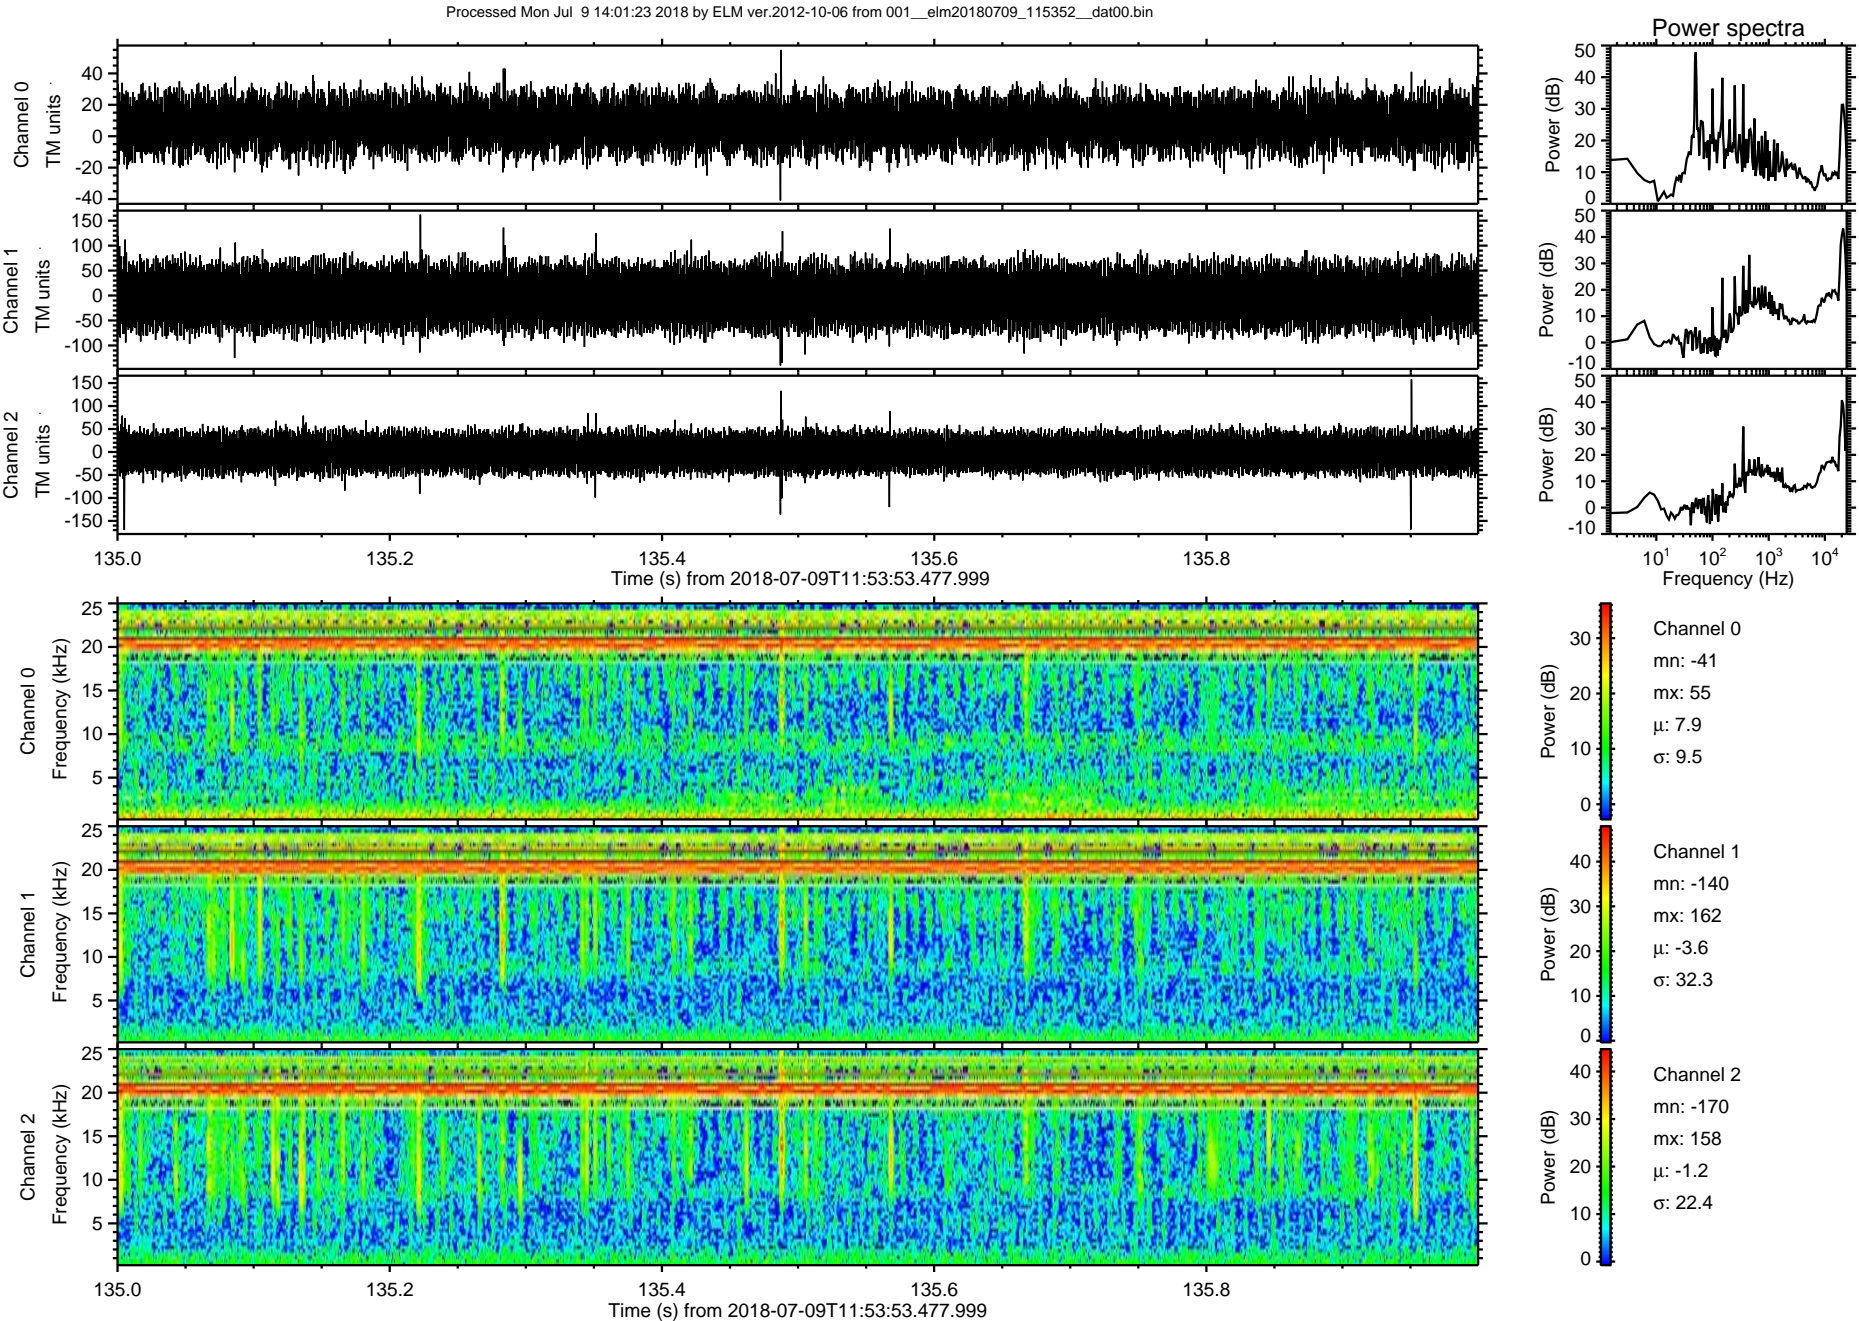 Processed Mon Jul  9 14:01:23 2018 by ELM ver.2012-10-06 from 001__elm20180709_115352__dat00.bin
Power spectra
Channel 0
TM units
40
20
0
-20
-40
Power (dB)
50
40
30
20
10
0
Channel 1
TM units
150
100
50
0
-50
-100
Power (dB)
50
40
30
20
10
0
-10
Channel 2
TM units
150
100
50
0
-50
-100
-150
Power (dB)
50
40
30
20
10
0
-10
135.0 135.2 135.4 135.6 135.8
Time (s) from 2018-07-09T11:53:53.477.999
10¹ 10² 10³ 10⁴
Frequency (Hz)
Channel 0
Frequency (kHz)
25
20
15
10
5
Power (dB)
30
20
10
0
Channel 0
mn: -41
mx: 55
μ: 7.9
σ: 9.5
Channel 1
Frequency (kHz)
25
20
15
10
5
Power (dB)
40
30
20
10
0
Channel 1
mn: -140
mx: 162
μ: -3.6
σ: 32.3
Channel 2
Frequency (kHz)
25
20
15
10
5
Power (dB)
40
30
20
10
0
Channel 2
mn: -170
mx: 158
μ: -1.2
σ: 22.4
135.0 135.2 135.4 135.6 135.8
Time (s) from 2018-07-09T11:53:53.477.999